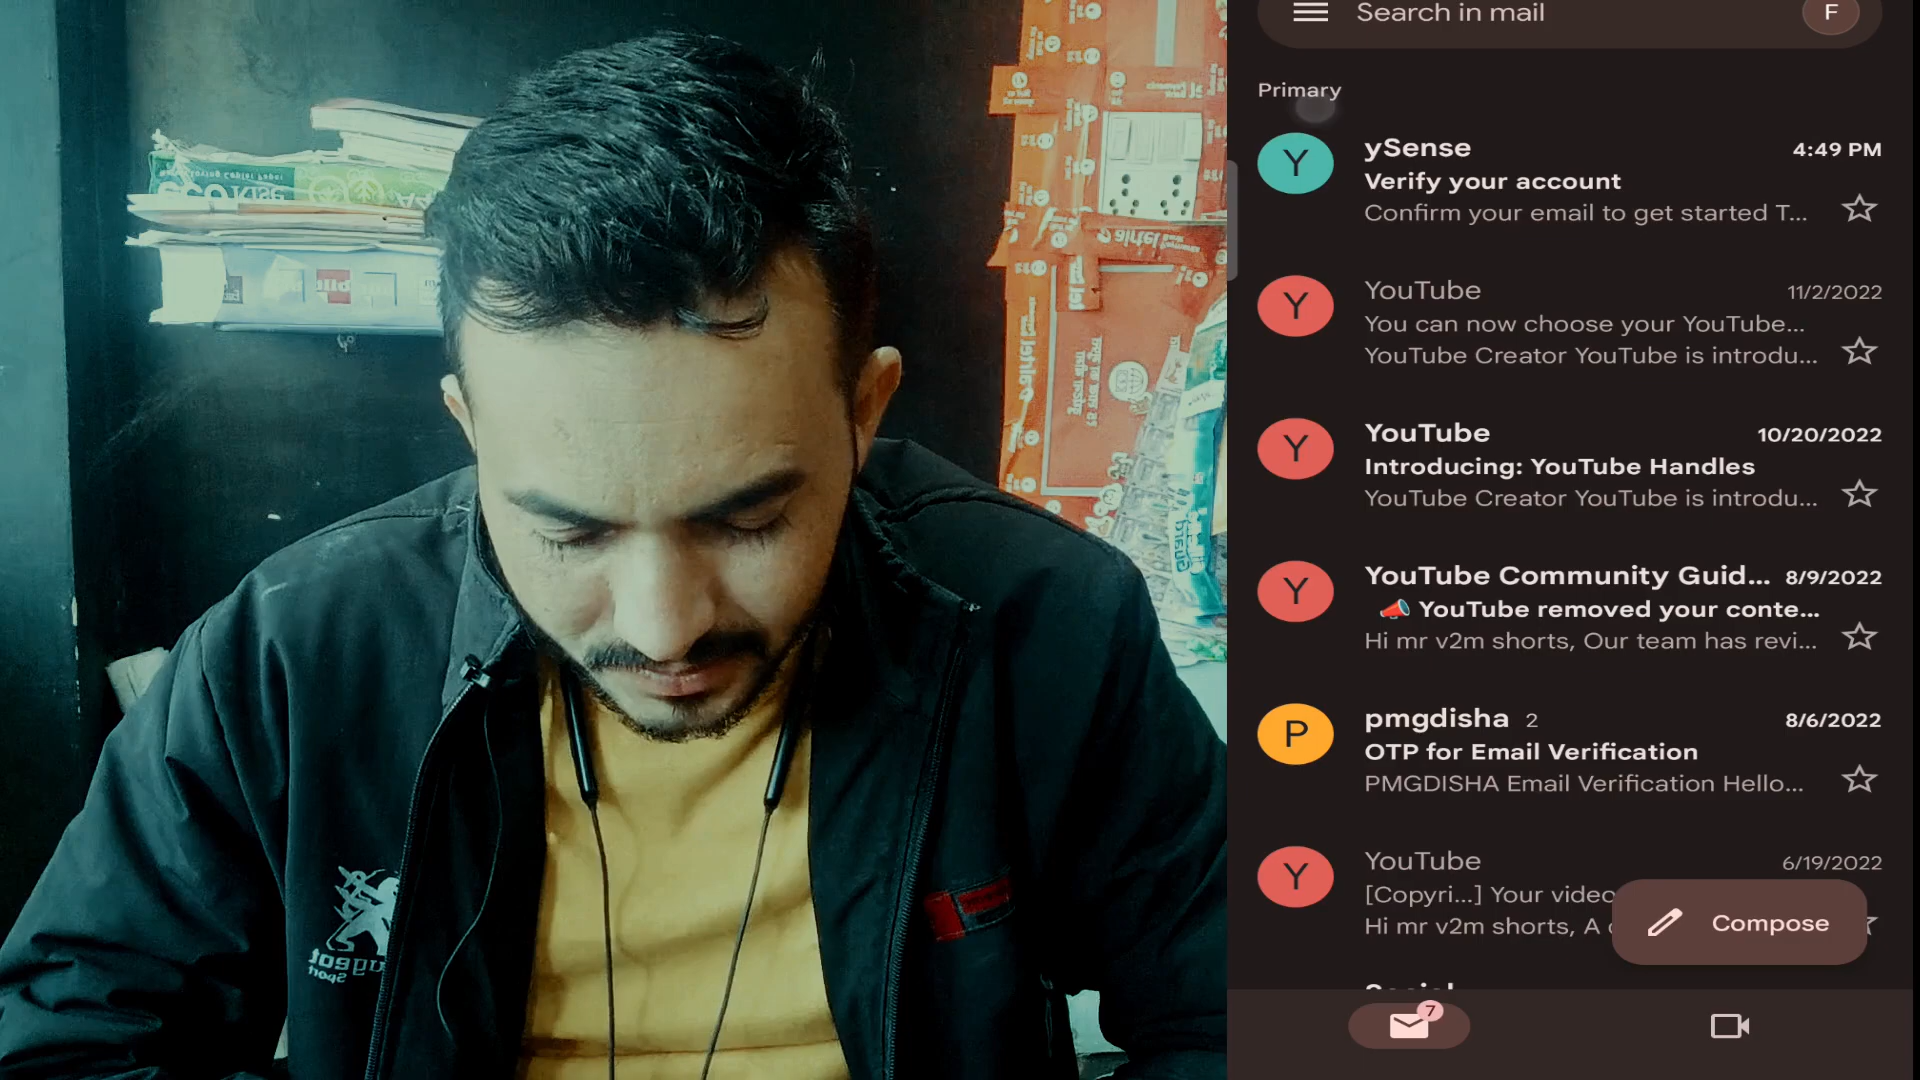 Search in mail
F
Primary
Y
ySense
4:49 PM
Verify your account
Confirm your email to get started T...
Y
YouTube
11/2/2022
You can now choose your YouTube...
YouTube Creator YouTube is introdu...
Y
YouTube
10/20/2022
Introducing: YouTube Handles
YouTube Creator YouTube is introdu...
Y
YouTube Community Guid...
8/9/2022
📣 YouTube removed your conte...
Hi mr v2m shorts, Our team has revi...
P
pmgdisha 2
8/6/2022
OTP for Email Verification
PMGDISHA Email Verification Hello...
Y
YouTube
6/19/2022
[Copyri...] Your video
Hi mr v2m shorts, A
Compose
7
airtel
Sport